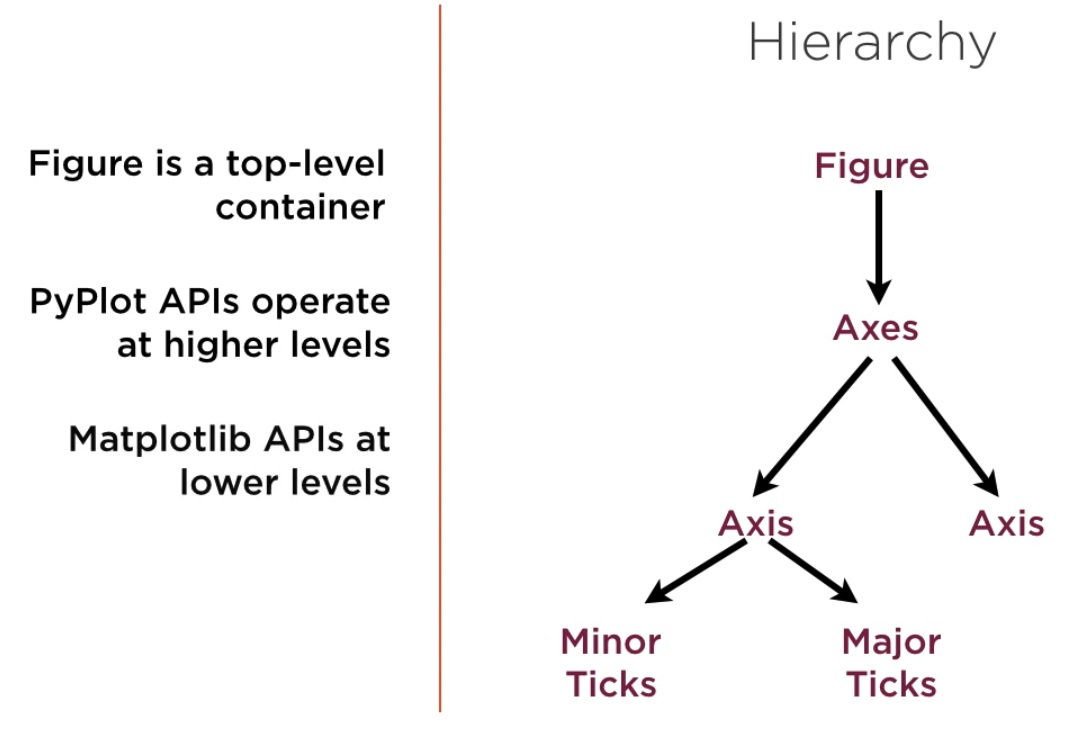 Hierarchy
Figure is a top-level
container
PyPlot APIs operate
at higher levels
Matplotlib APIs at
lower levels
Figure
Axes
Axis
Axis
Minor
Ticks
Major
Ticks